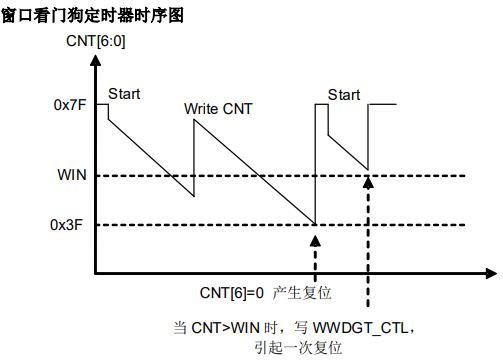 窗口看门狗定时器时序图
CNT[6:0]
0x7F
Start
Write CNT
Start
WIN
0x3F
CNT[6]=0 产生复位
当 CNT>WIN 时，写 WWDGT_CTL，
引起一次复位